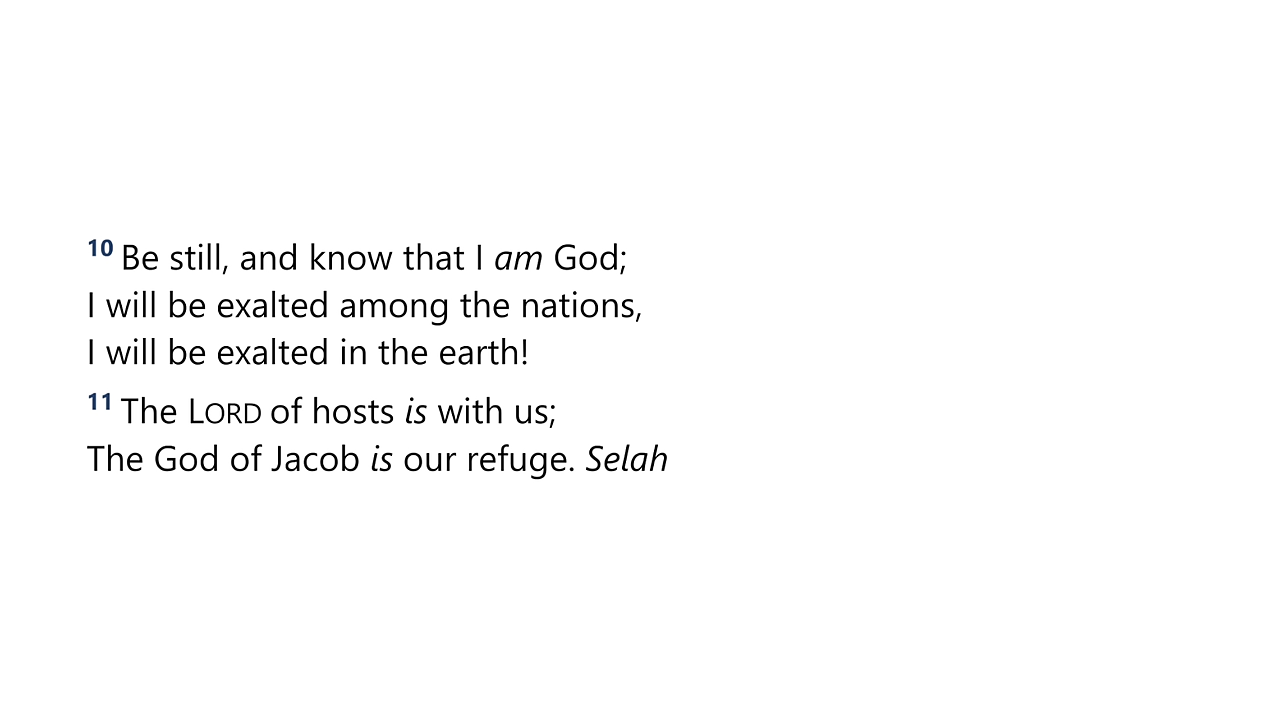 10 Be still, and know that I am God;
I will be exalted among the nations,
I will be exalted in the earth!
11 The LORD of hosts is with us;
The God of Jacob is our refuge. Selah